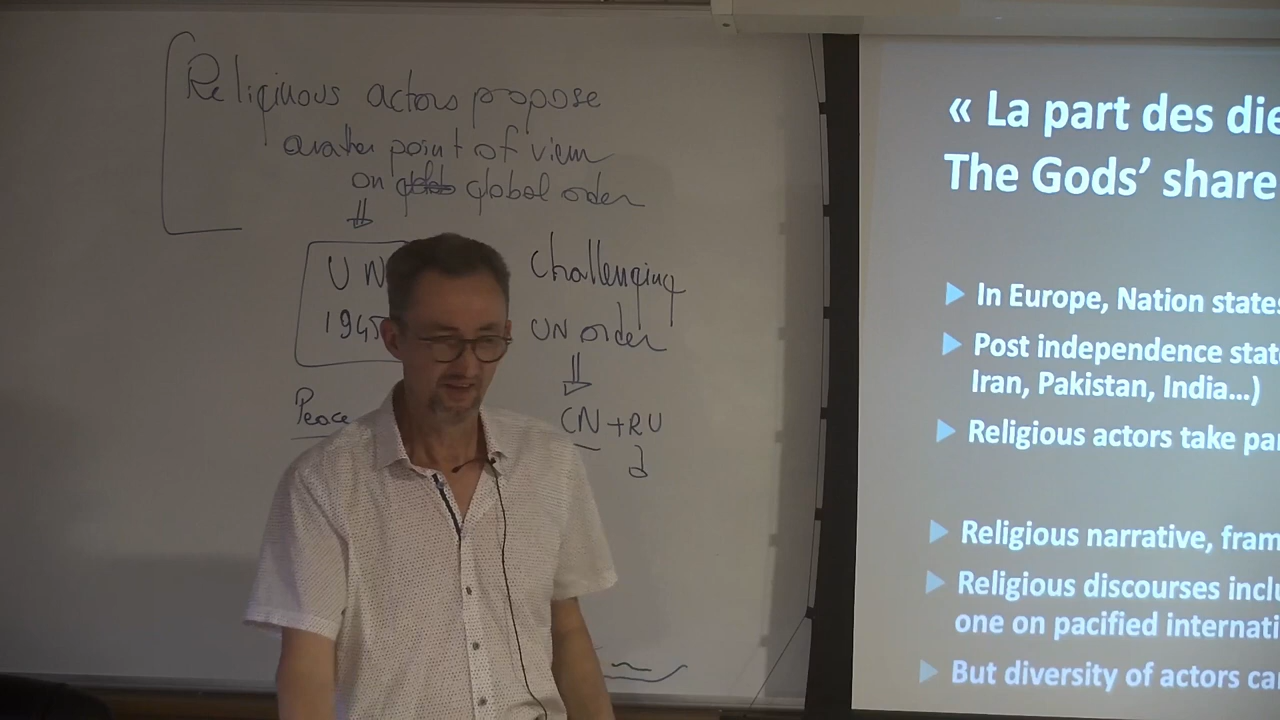 Religiuous actors propose
another point of view
on global order
UN
1945
Peace
Challenging
UN order
CN + RU
« La part des die
The Gods' share
In Europe, Nation states
Post independence stat
Iran, Pakistan, India...)
Religious actors take pa
Religious narrative, fram
Religious discourses inclu
one on pacified internati
But diversity of actors ca